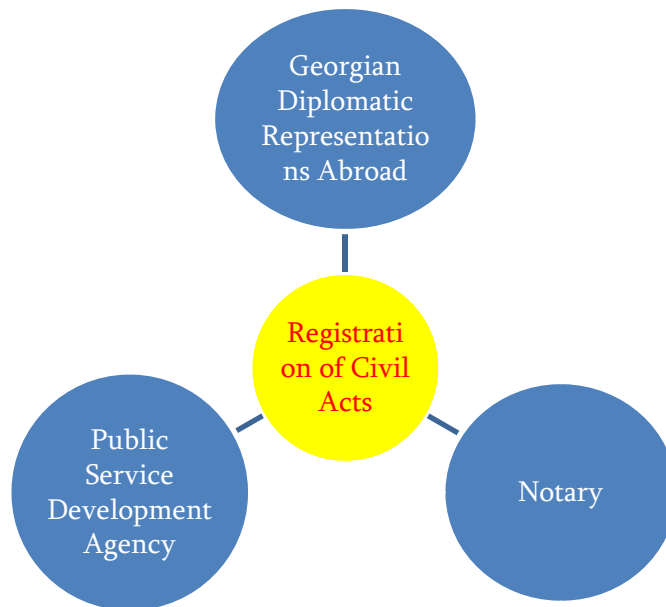 Georgian
Diplomatic
Representatio
ns Abroad
Registrati
on of Civil
Acts
Public
Service
Development
Agency
Notary